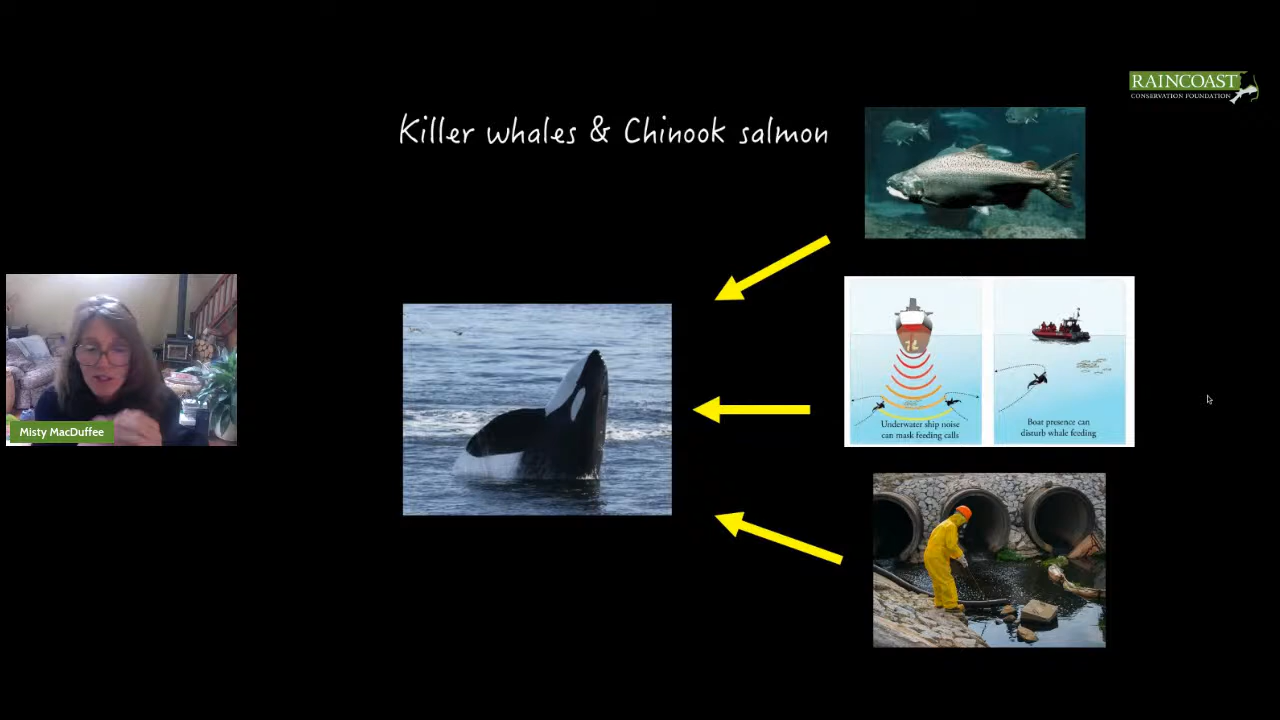 RAINCOAST
CONSERVATION FOUNDATION
Killer whales & Chinook salmon
Underwater ship noise
can mask feeding calls
Boat presence can
disturb whale feeding
Misty MacDuffee